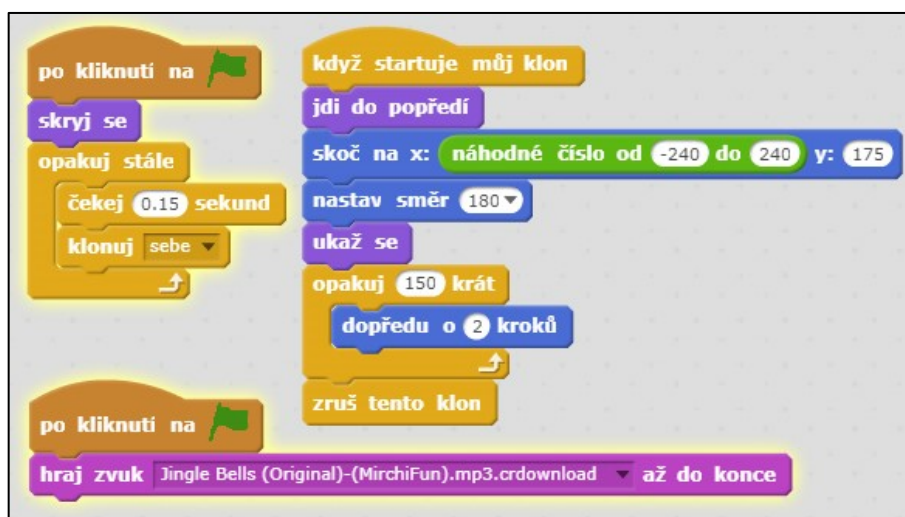 po kliknutí na
skryj se
opakuj stále
čekej 0.15 sekund
klonuj sebe
když startuje můj klon
jdi do popředí
skoč na x: náhodné číslo od -240 do 240 y: 175
nastav směr 180
ukaž se
opakuj 150 krát
dopředu o 2 kroků
zruš tento klon
po kliknutí na
hraj zvuk Jingle Bells (Original)-(MirchiFun).mp3.crdownload až do konce